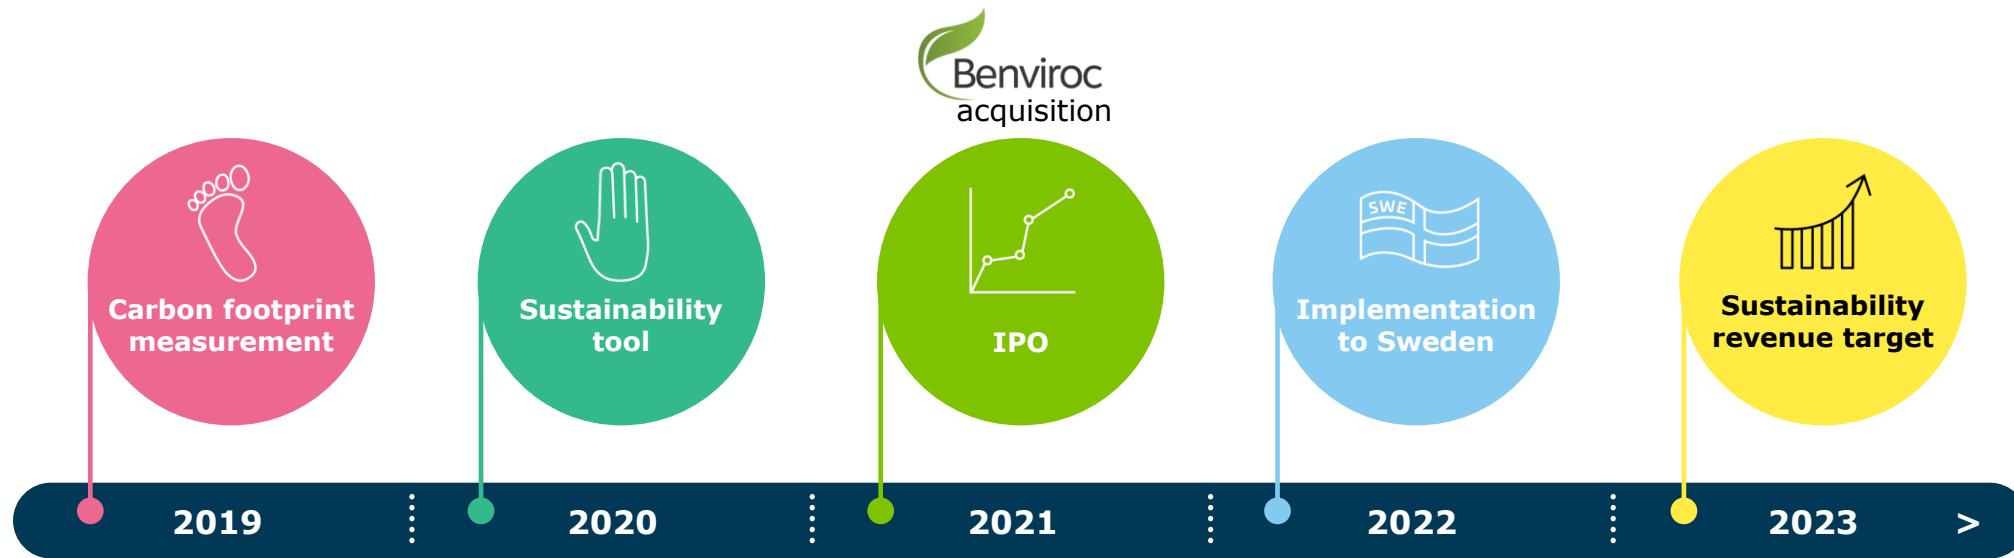 Benviroc
acquisition
Carbon footprint
measurement
Sustainability
tool
IPO
SWE
Implementation
to Sweden
Sustainability
revenue target
2019
2020
2021
2022
2023
>